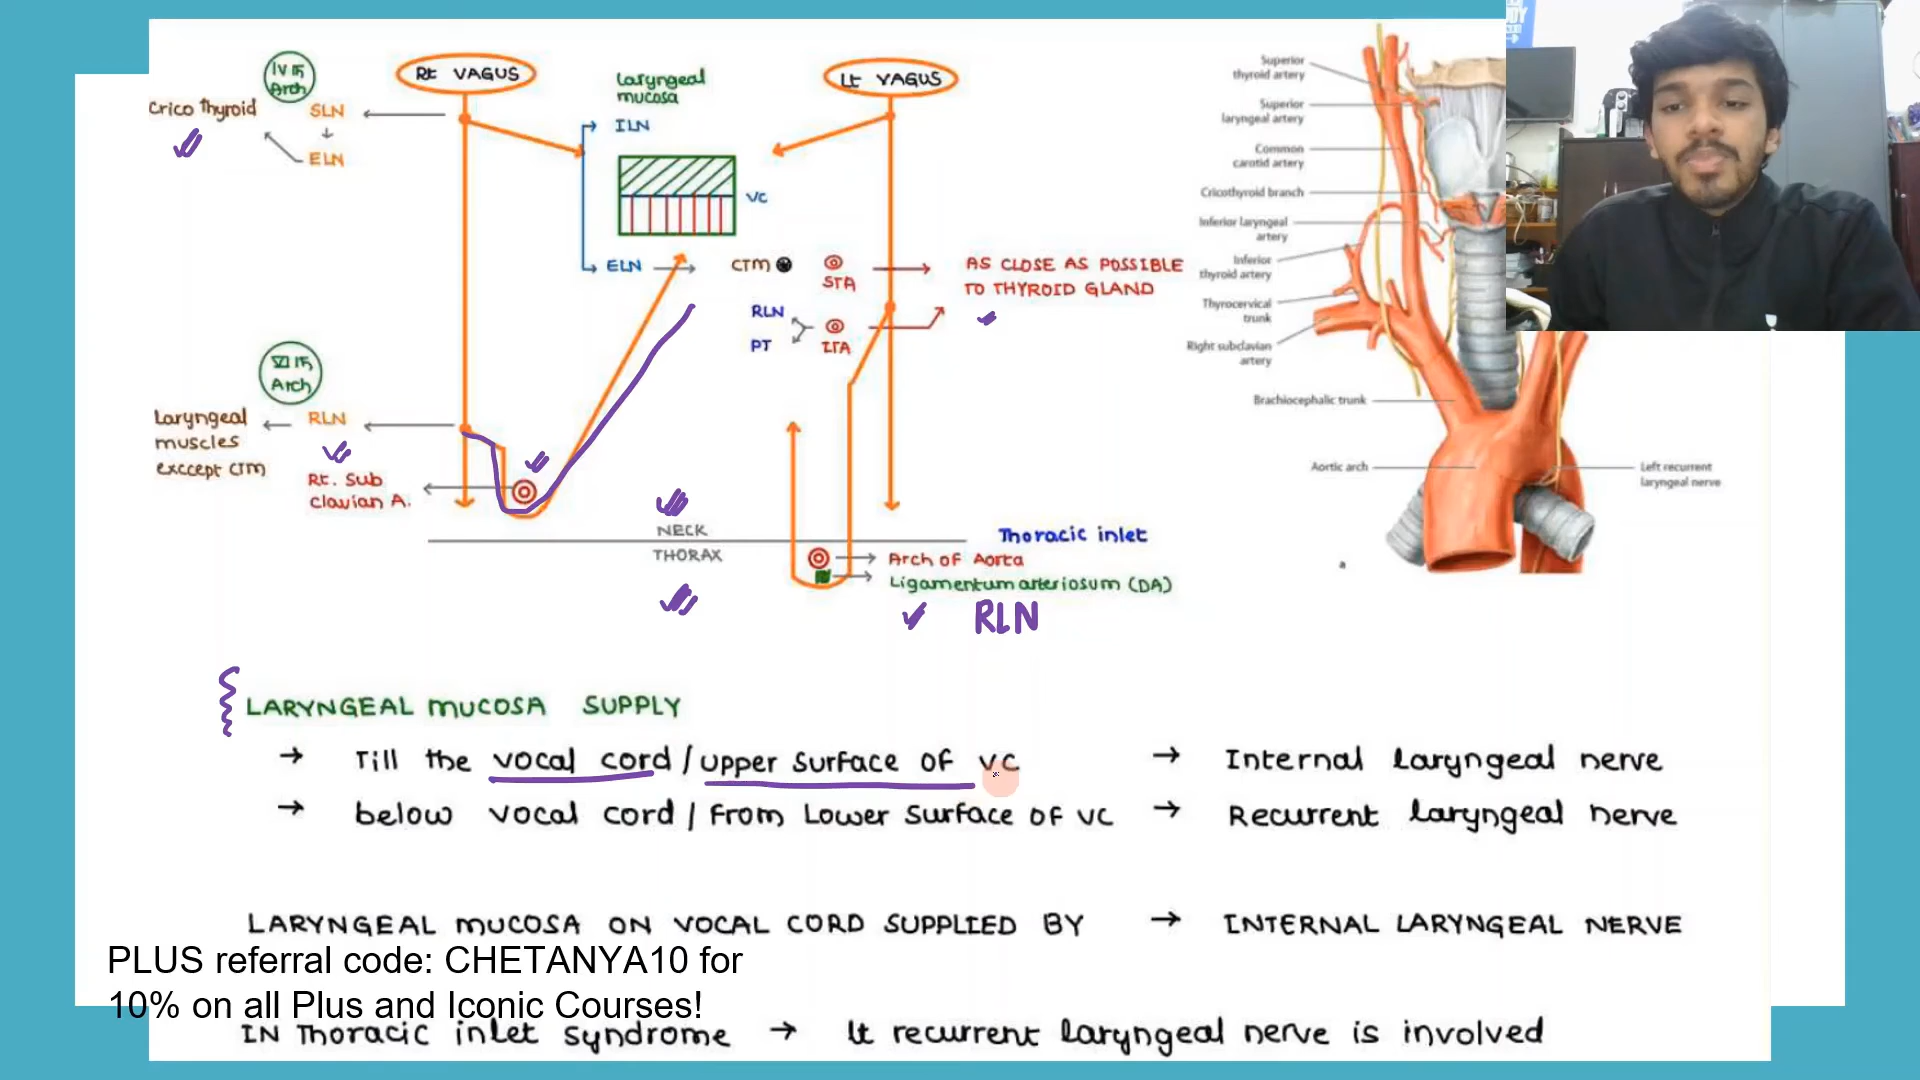 IV th
Arch
Rt VAGUS
Laryngeal
mucosa
Lt VAGUS
Crico thyroid
SLN
ELN
ILN
VC
ELN
CTM
STA
AS CLOSE AS POSSIBLE
TO THYROID GLAND
RLN
PT
ITA
VI th
Arch
Laryngeal
muscles
exccept CTM
RLN
Rt. Sub
clavian A.
NECK
THORAX
Thoracic inlet
Arch of Aorta
Ligamentum arteriosum (DA)
RLN
Superior
thyroid artery
Superior
laryngeal artery
Common
carotid artery
Cricothyroid branch
Inferior laryngeal
artery
Inferior
thyroid artery
Thyrocervical
trunk
Right subclavian
artery
Brachiocephalic trunk
Aortic arch
Left recurrent
laryngeal nerve
a
LARYNGEAL MUCOSA SUPPLY
→ Till the vocal cord / upper surface of VC → Internal laryngeal nerve
→ below vocal cord / From Lower surface of VC → Recurrent laryngeal nerve
LARYNGEAL MUCOSA ON VOCAL CORD SUPPLIED BY → INTERNAL LARYNGEAL NERVE
PLUS referral code: CHETANYA10 for
10% on all Plus and Iconic Courses!
IN Thoracic inlet syndrome → Lt recurrent laryngeal nerve is involved